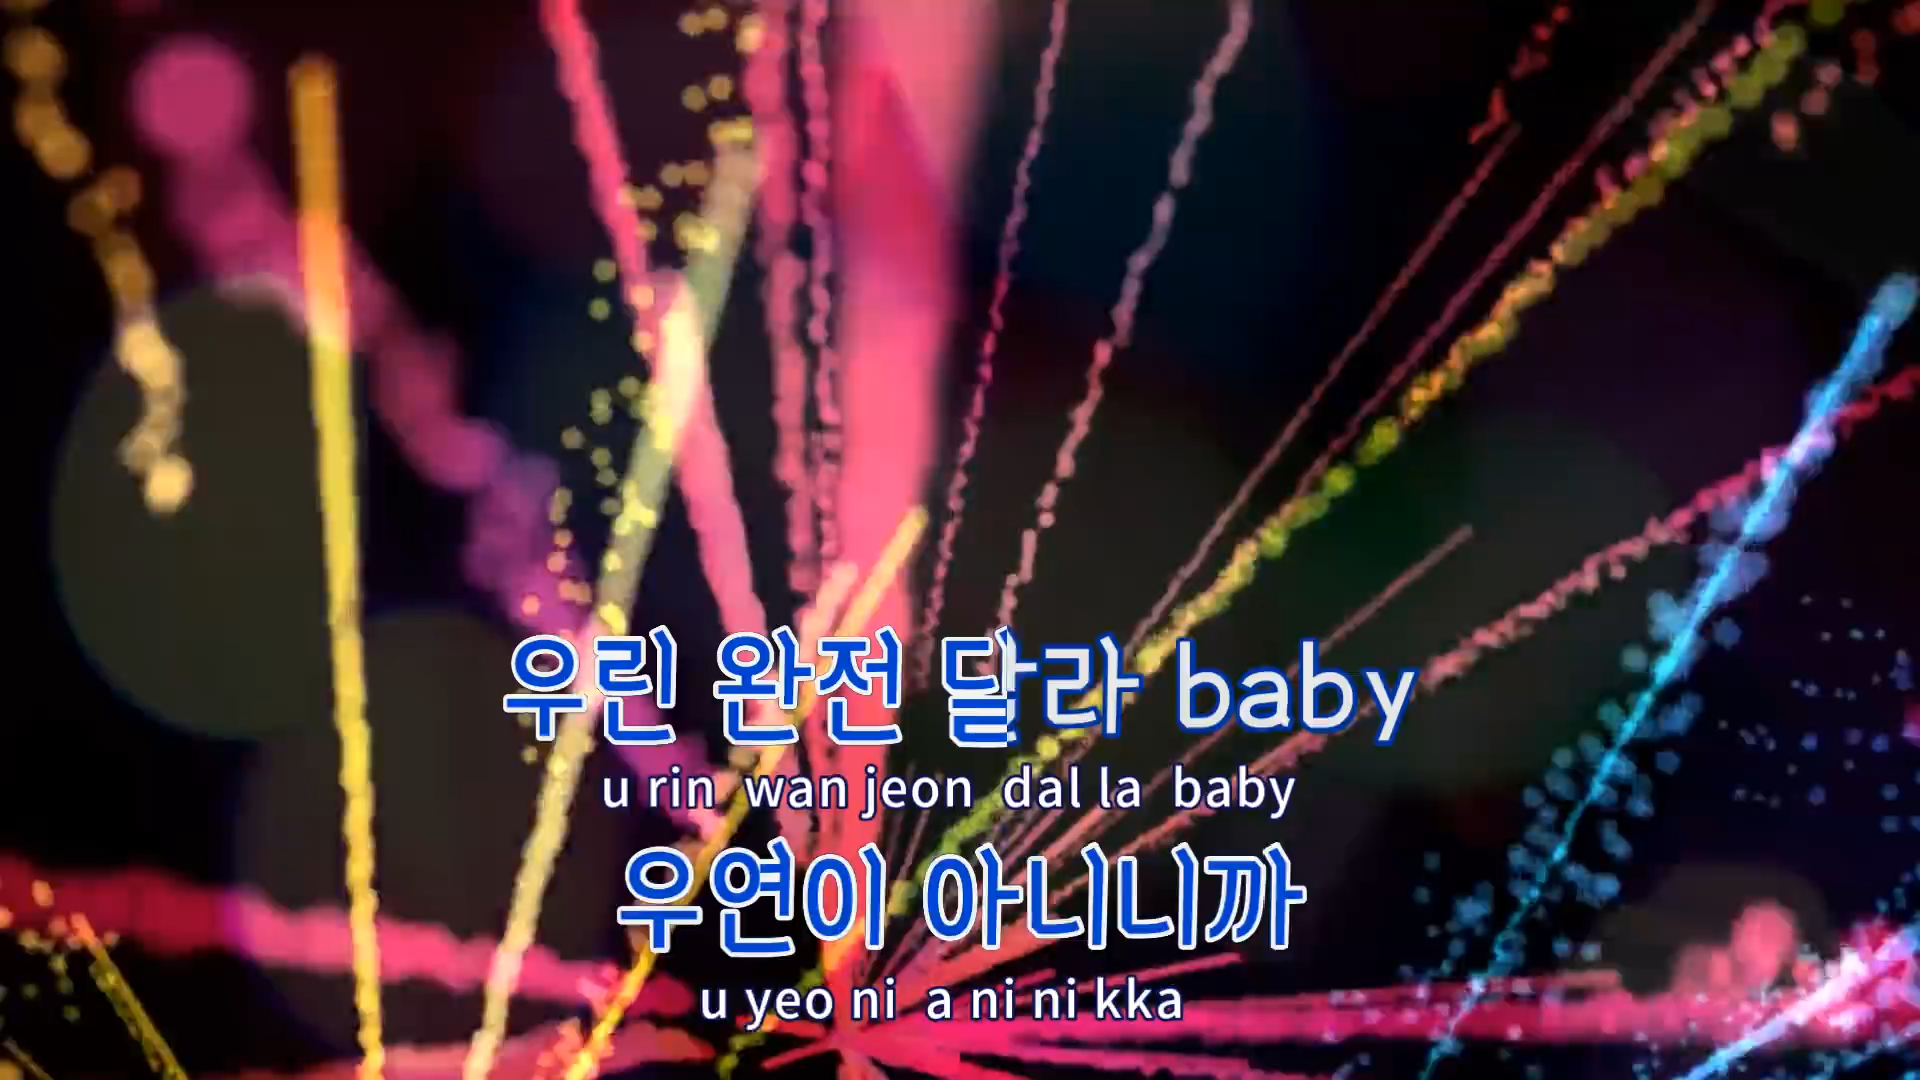 우린 완전 달라 baby
u rin wan jeon dal la baby
우연이 아니니까
u yeo ni a ni ni kka